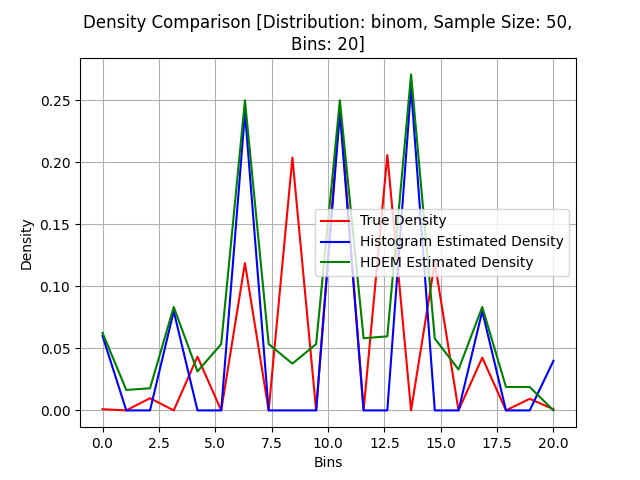 Density Comparison [Distribution: binom, Sample Size: 50,
Bins: 20]
Density
0.25
0.20
0.15
0.10
0.05
0.00
True Density
Histogram Estimated Density
HDEM Estimated Density
0.0 2.5 5.0 7.5 10.0 12.5 15.0 17.5 20.0
Bins